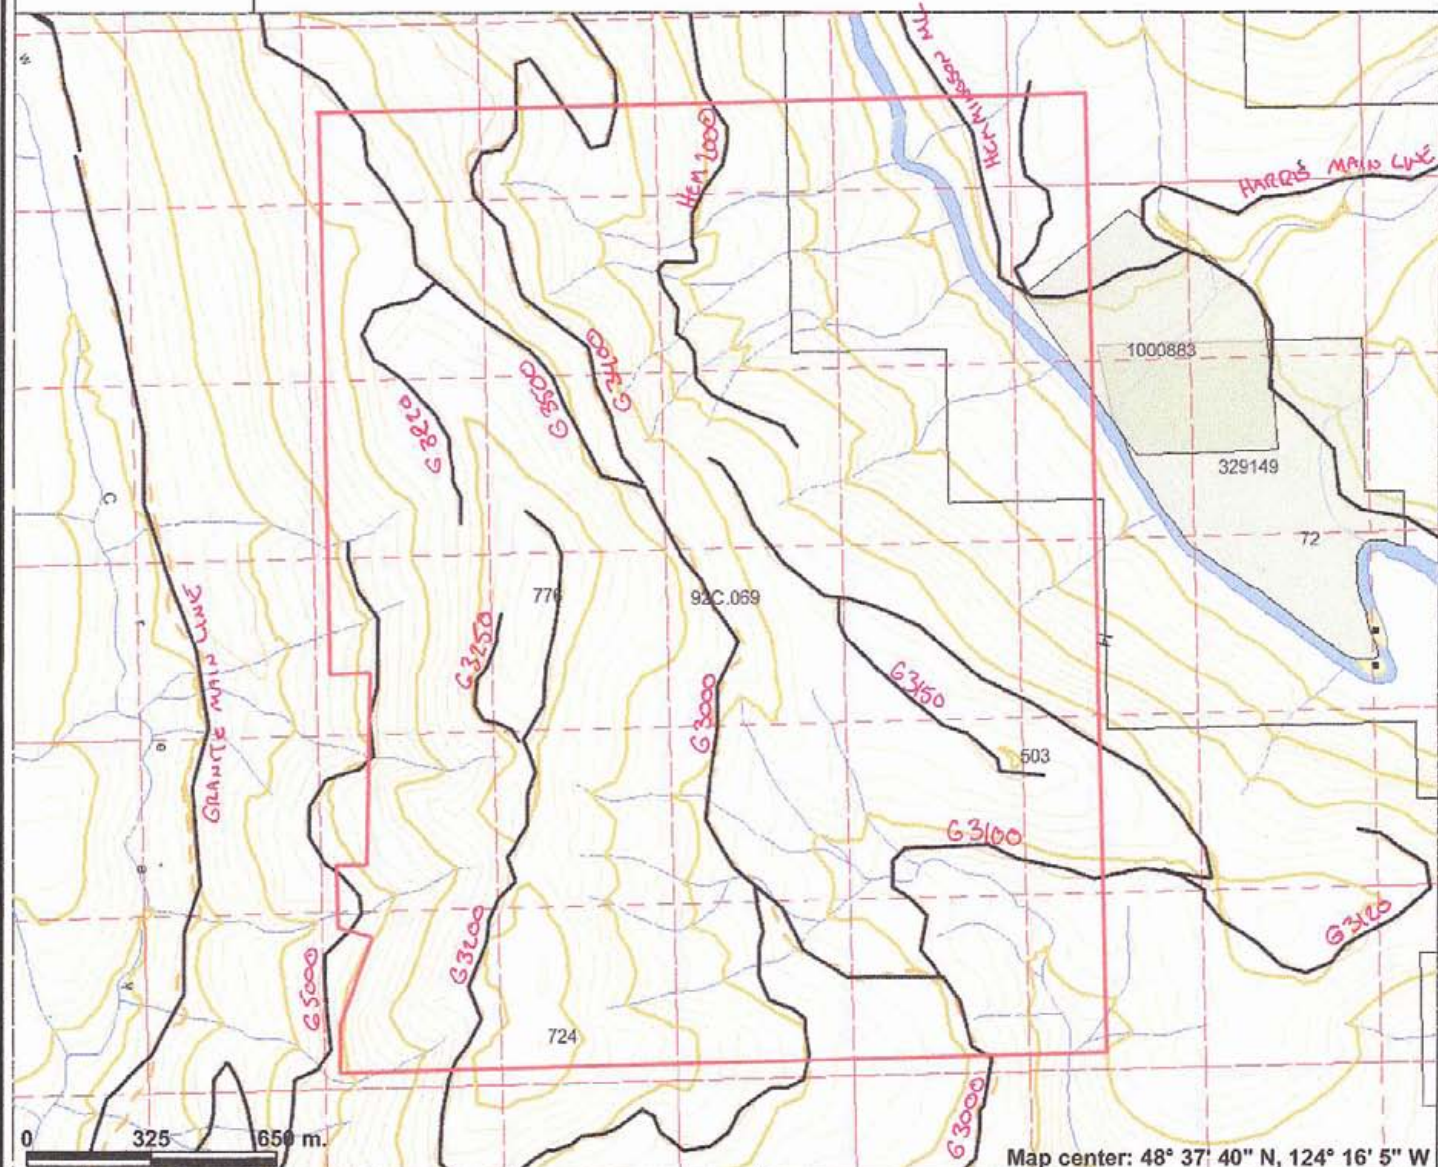 HEMMINGSON ML
HEM 1000
HARRIS MAIN LINE
1000883
G3400
G3500
G3220
329149
72
C
776
92C.069
GRANITE MAIN LINE
G3250
G3150
H
G3000
503
r
e
G3100
e
G3120
G3200
G5000
k
724
G3000
0 325 650 m.
Map center: 48° 37' 40" N, 124° 16' 5" W